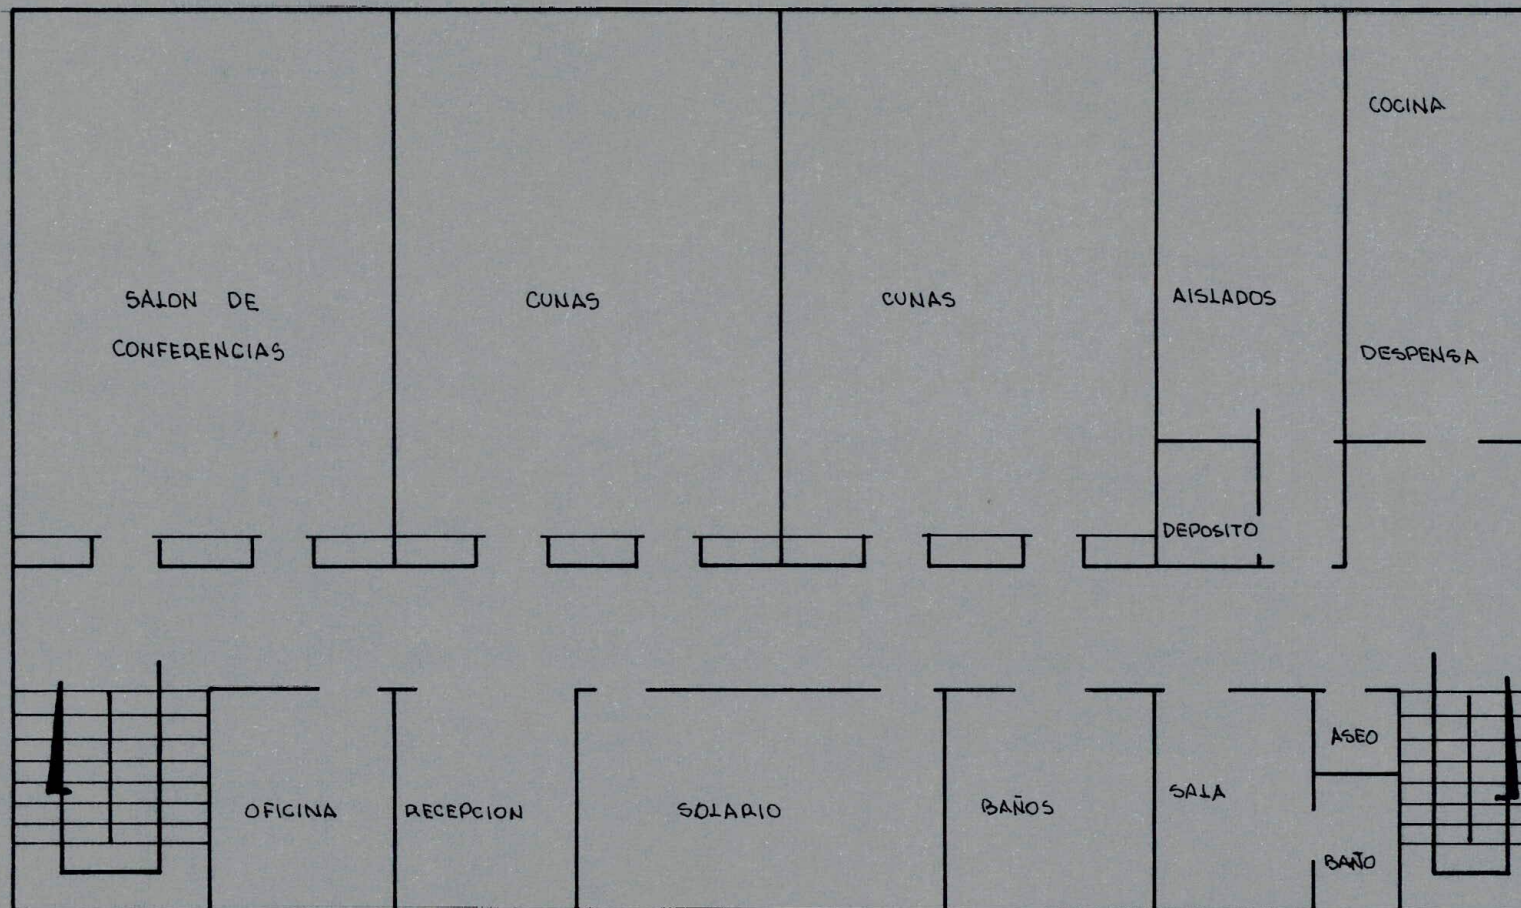 COCINA
SALON DE
CONFERENCIAS
CUNAS
CUNAS
AISLADOS
DESPENSA
DEPOSITO
OFICINA
RECEPCION
SOLARIO
BAÑOS
SALA
ASEO
BAÑO